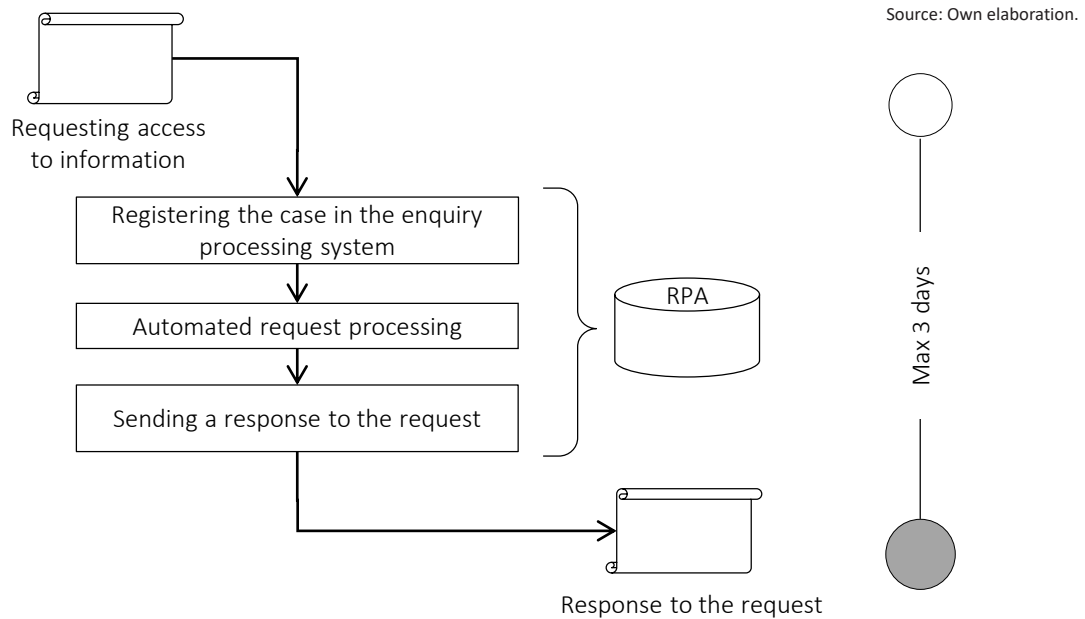 Source: Own elaboration.
Requesting access
to information
Registering the case in the enquiry
processing system
Automated request processing
Sending a response to the request
RPA
Max 3 days
Response to the request